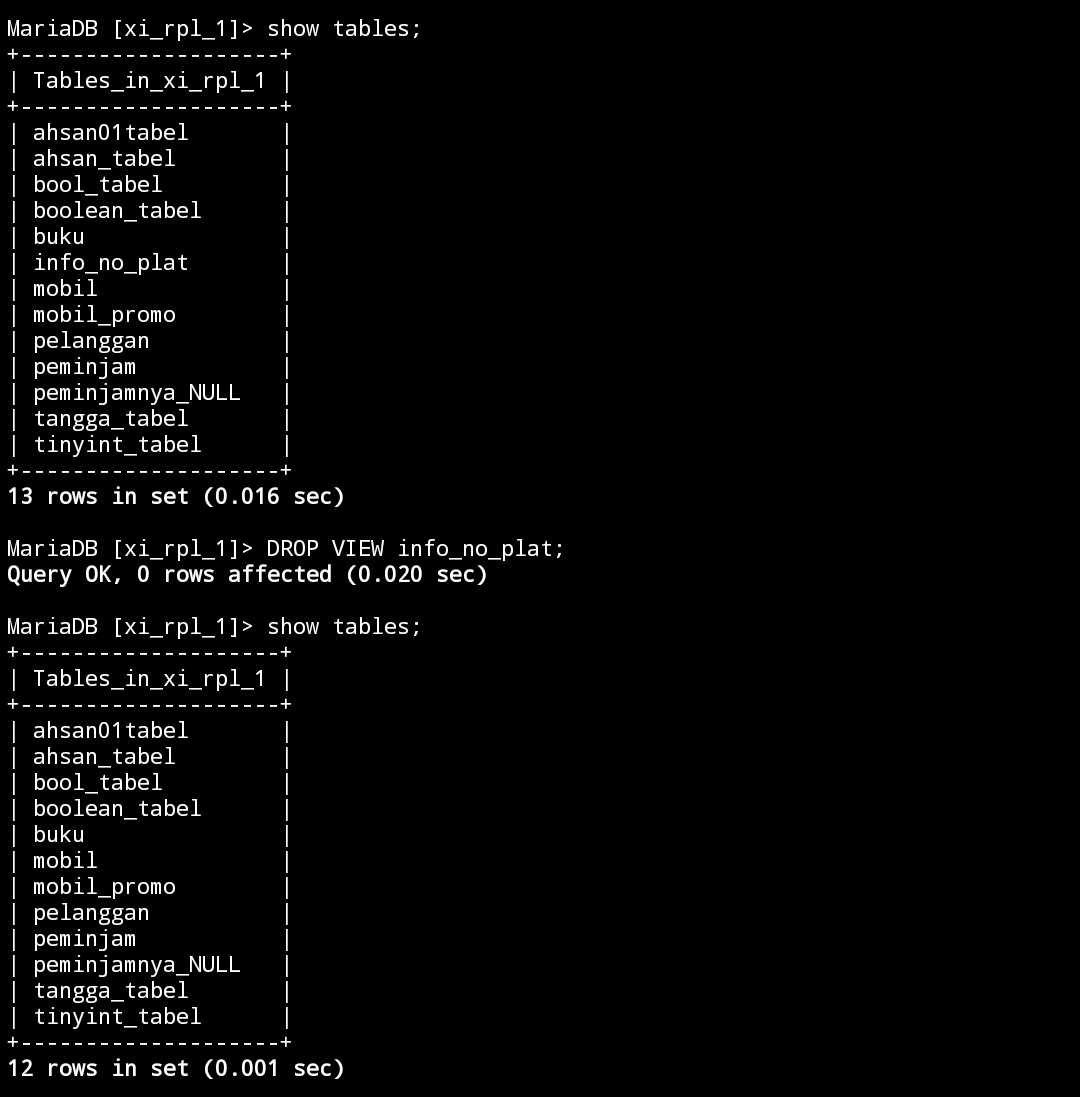 MariaDB [xi_rpl_1]> show tables;
+--------------------+
| Tables_in_xi_rpl_1 |
+--------------------+
| ahsan01tabel       |
| ahsan_tabel        |
| bool_tabel         |
| boolean_tabel      |
| buku               |
| info_no_plat       |
| mobil              |
| mobil_promo        |
| pelanggan          |
| peminjam           |
| peminjamnya_NULL   |
| tangga_tabel       |
| tinyint_tabel      |
+--------------------+
13 rows in set (0.016 sec)

MariaDB [xi_rpl_1]> DROP VIEW info_no_plat;
Query OK, 0 rows affected (0.020 sec)

MariaDB [xi_rpl_1]> show tables;
+--------------------+
| Tables_in_xi_rpl_1 |
+--------------------+
| ahsan01tabel       |
| ahsan_tabel        |
| bool_tabel         |
| boolean_tabel      |
| buku               |
| mobil              |
| mobil_promo        |
| pelanggan          |
| peminjam           |
| peminjamnya_NULL   |
| tangga_tabel       |
| tinyint_tabel      |
+--------------------+
12 rows in set (0.001 sec)